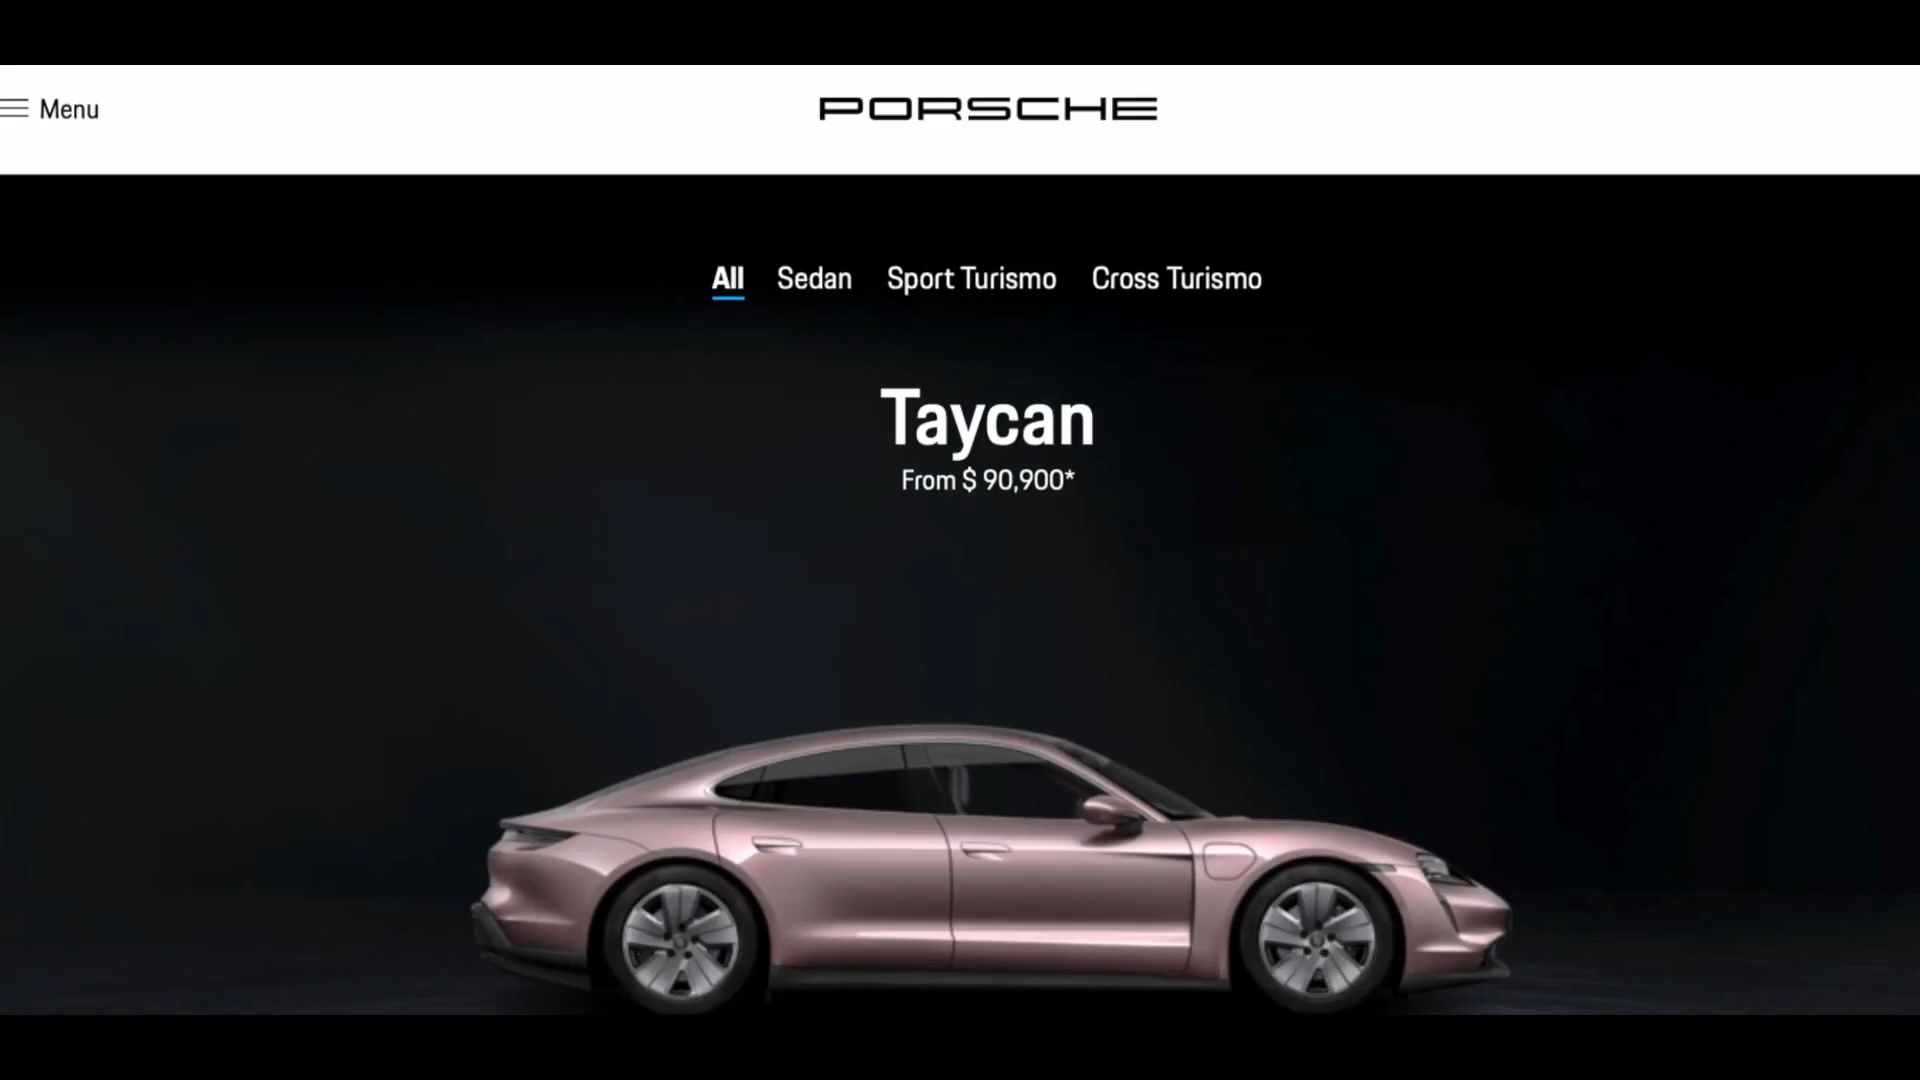 Menu
PORSCHE
All Sedan Sport Turismo Cross Turismo
Taycan
From $ 90,900*